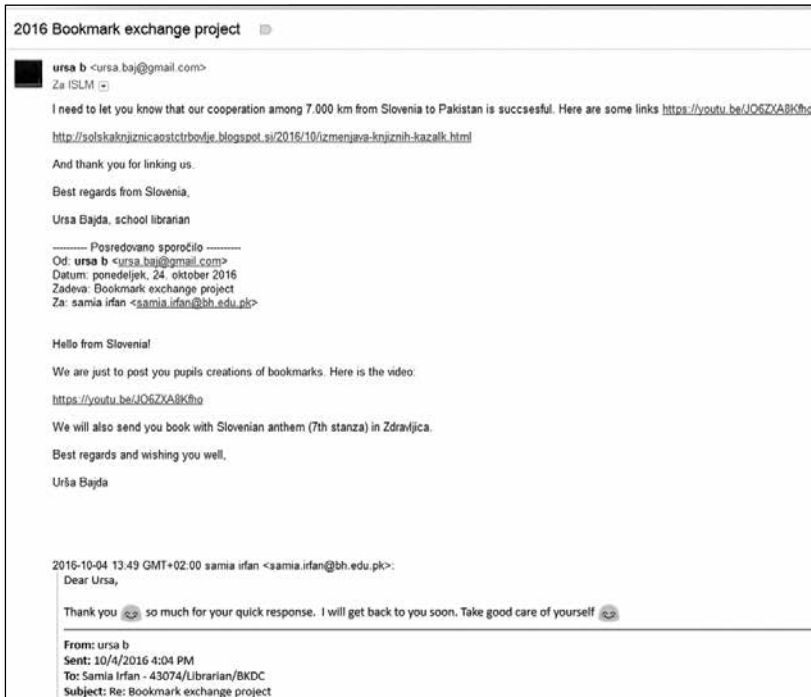 2016 Bookmark exchange project
ursa b <ursa.baj@gmail.com>
Za ISLM
I need to let you know that our cooperation among 7.000 km from Slovenia to Pakistan is succsesful. Here are some links https://youtu.be/JO6ZXA8Kfho
http://solskaknjiznicaostctrbovlje.blogspot.si/2016/10/izmenjava-knjiznih-kazalk.html
And thank you for linking us.
Best regards from Slovenia,
Ursa Bajda, school librarian
---------- Posredovano sporočilo ----------
Od: ursa b <ursa.baj@gmail.com>
Datum: ponedeljek, 24. oktober 2016
Zadeva: Bookmark exchange project
Za: samia irfan <samia.irfan@bh.edu.pk>
Hello from Slovenia!
We are just to post you pupils creations of bookmarks. Here is the video:
https://youtu.be/JO6ZXA8Kfho
We will also send you book with Slovenian anthem (7th stanza) in Zdravljica.
Best regards and wishing you well,
Urša Bajda
2016-10-04 13:49 GMT+02:00 samia irfan <samia.irfan@bh.edu.pk>:
Dear Ursa,
Thank you so much for your quick response. I will get back to you soon. Take good care of yourself
From: ursa b
Sent: 10/4/2016 4:04 PM
To: Samia Irfan - 43074/Librarian/BKDC
Subject: Re: Bookmark exchange project